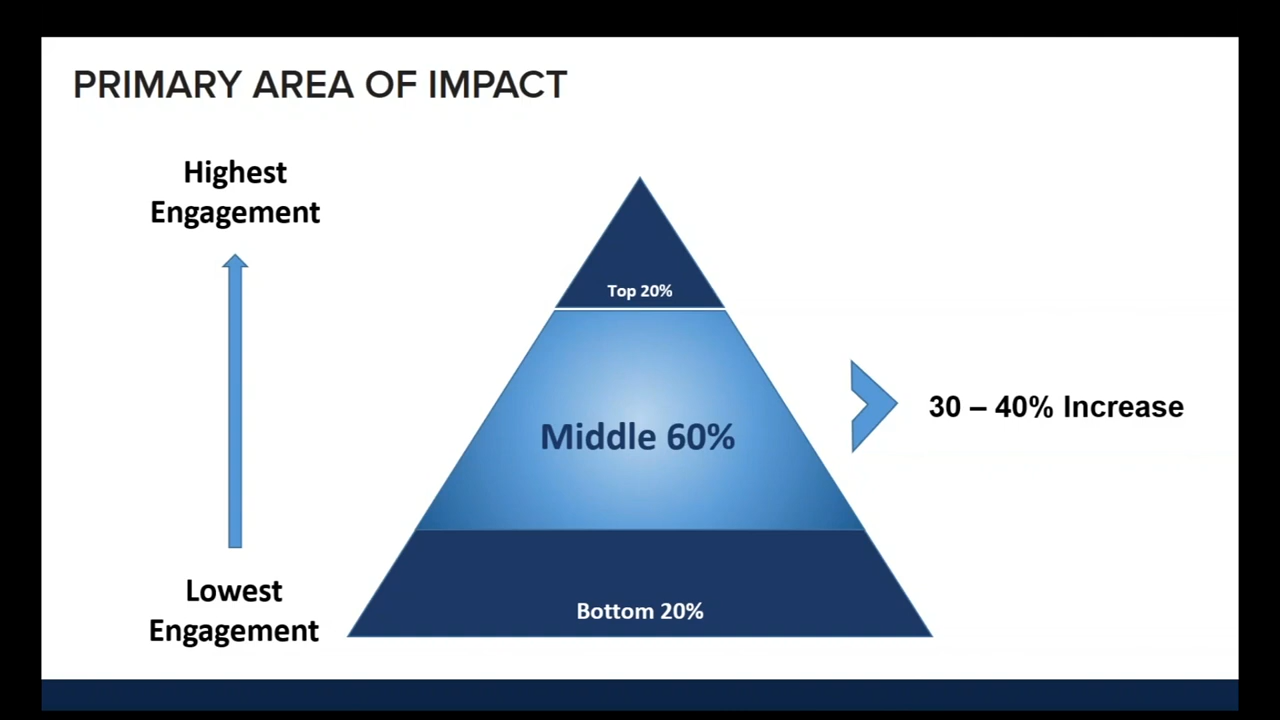 PRIMARY AREA OF IMPACT
Highest
Engagement
Top 20%
Middle 60%
30 – 40% Increase
Lowest
Engagement
Bottom 20%